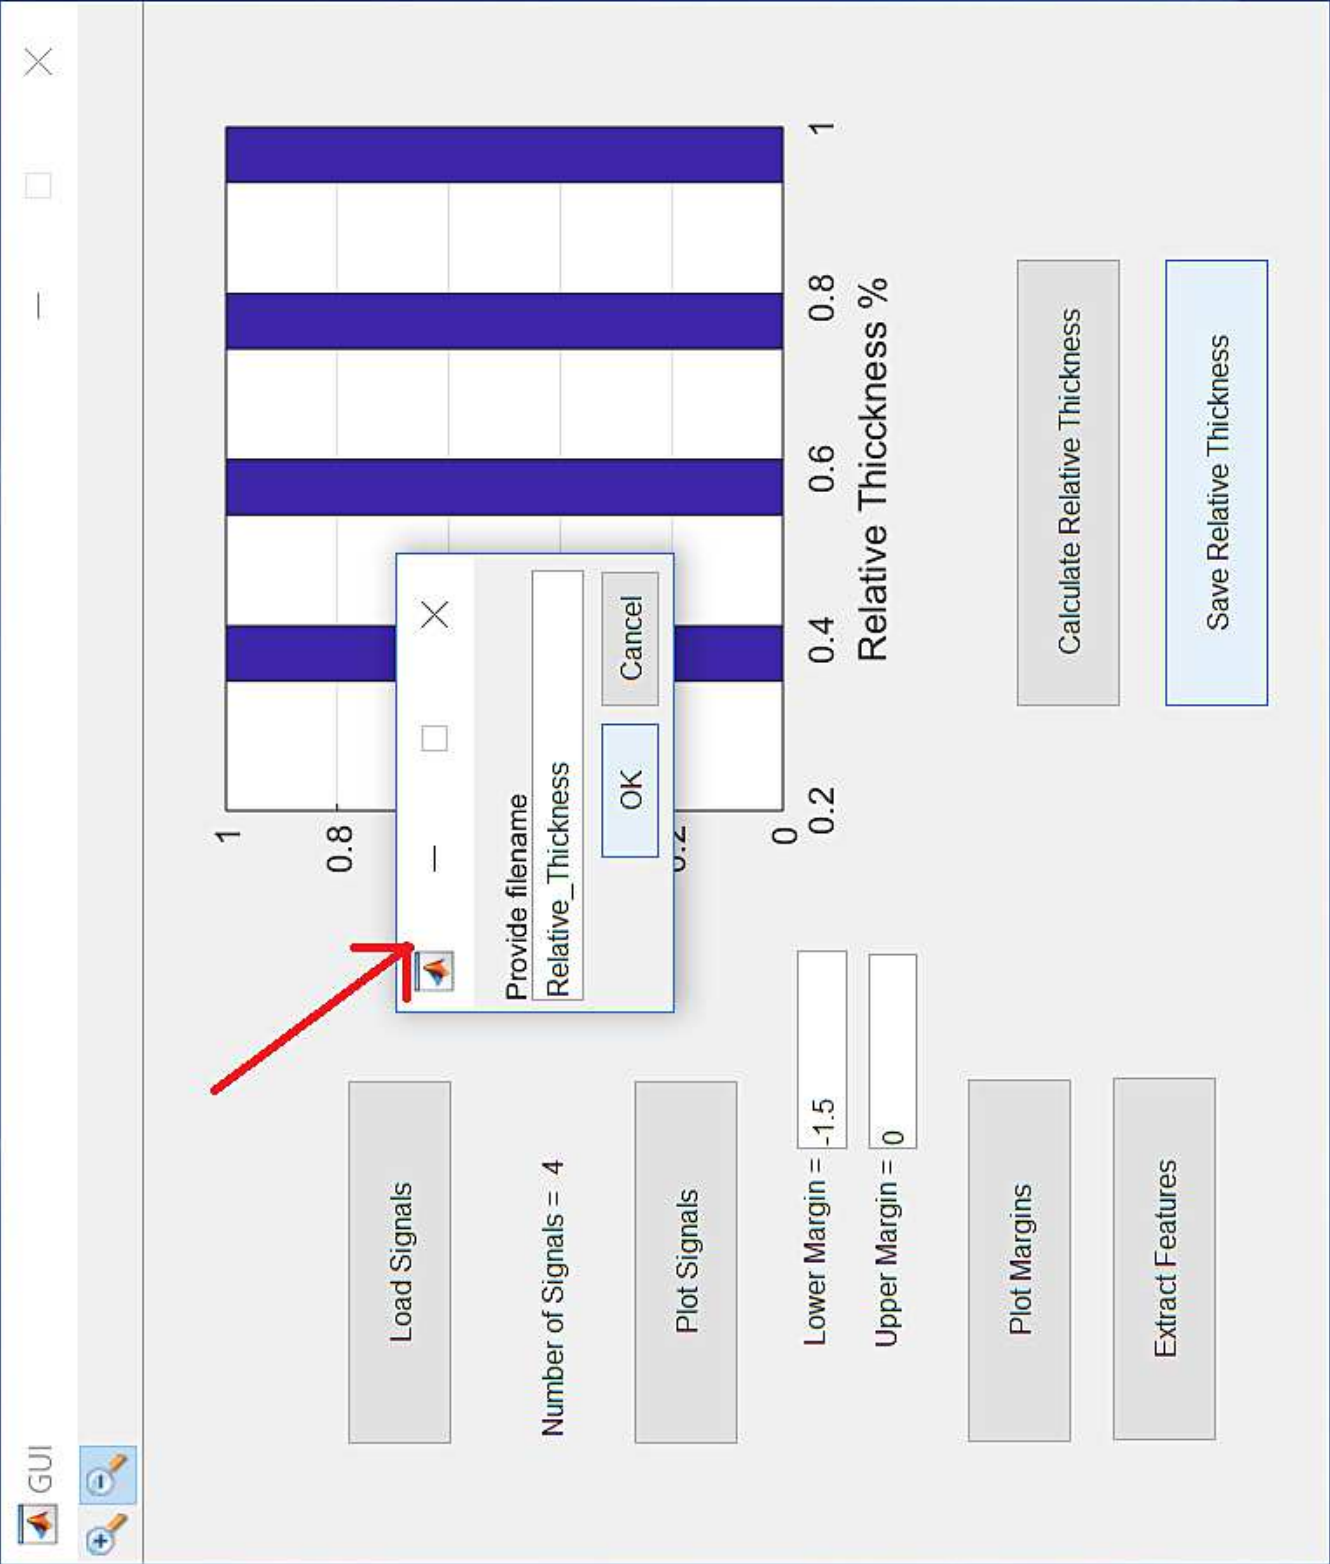 GUI
Load Signals
Number of Signals = 4
Plot Signals
Lower Margin = -1.5
Upper Margin = 0
Plot Margins
Extract Features
1
0.8
0
0.2
0.4
0.6
0.8
1
Relative Thicckness %
Provide filename
Relative_Thickness
OK
Cancel
Calculate Relative Thickness
Save Relative Thickness